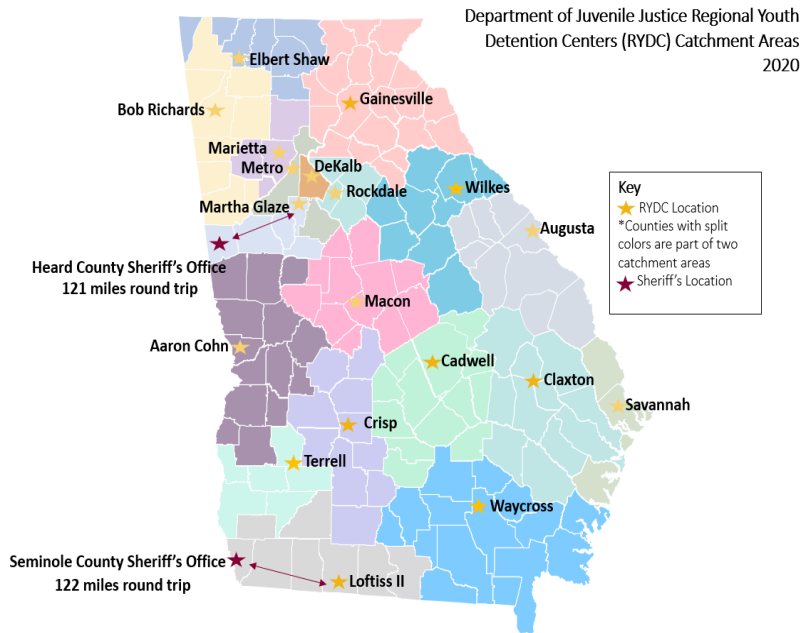 Department of Juvenile Justice Regional Youth
Detention Centers (RYDC) Catchment Areas
2020
Elbert Shaw
Gainesville
Bob Richards
Marietta
Metro
DeKalb
Rockdale
Wilkes
Martha Glaze
Augusta
Key
RYDC Location
*Counties with split
colors are part of two
catchment areas
Sheriff's Location
Heard County Sheriff's Office
121 miles round trip
Macon
Aaron Cohn
Cadwell
Claxton
Savannah
Crisp
Terrell
Waycross
Seminole County Sheriff's Office
122 miles round trip
Loftiss II